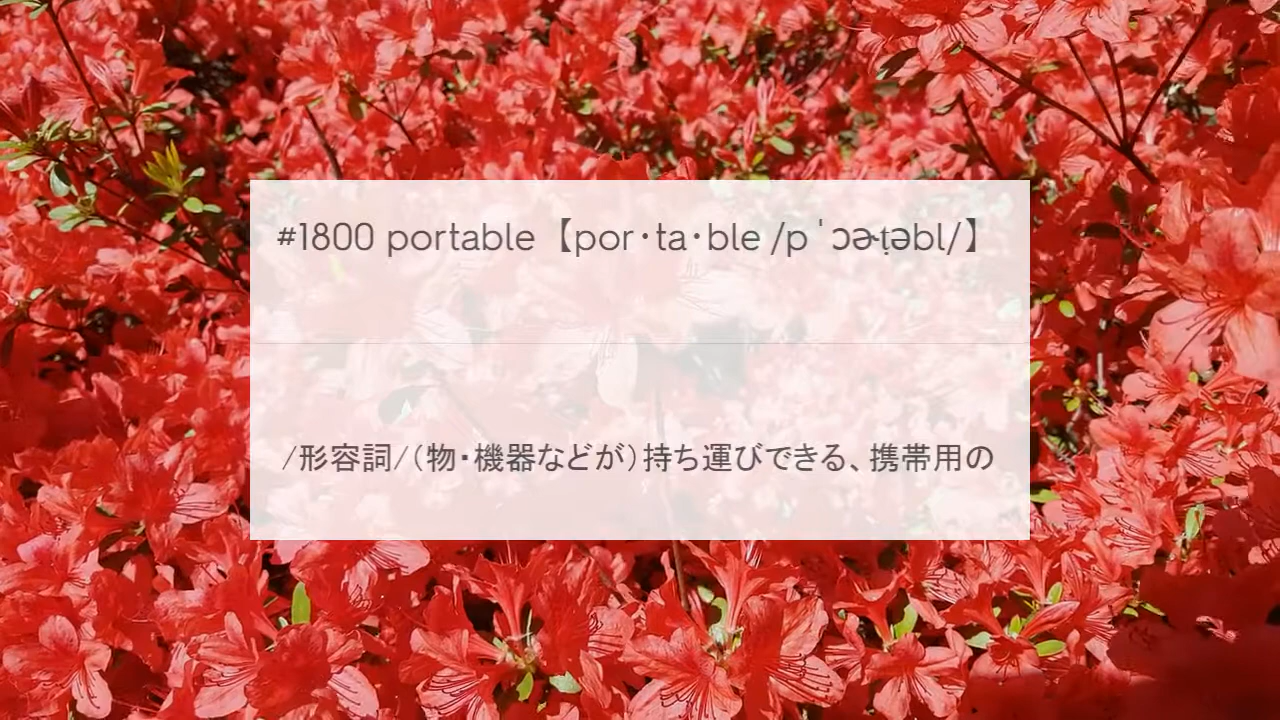 #1800 portable 【por･ta･ble /pˈɔɚṭəbl/】
/形容詞/（物・機器などが）持ち運びできる、携帯用の